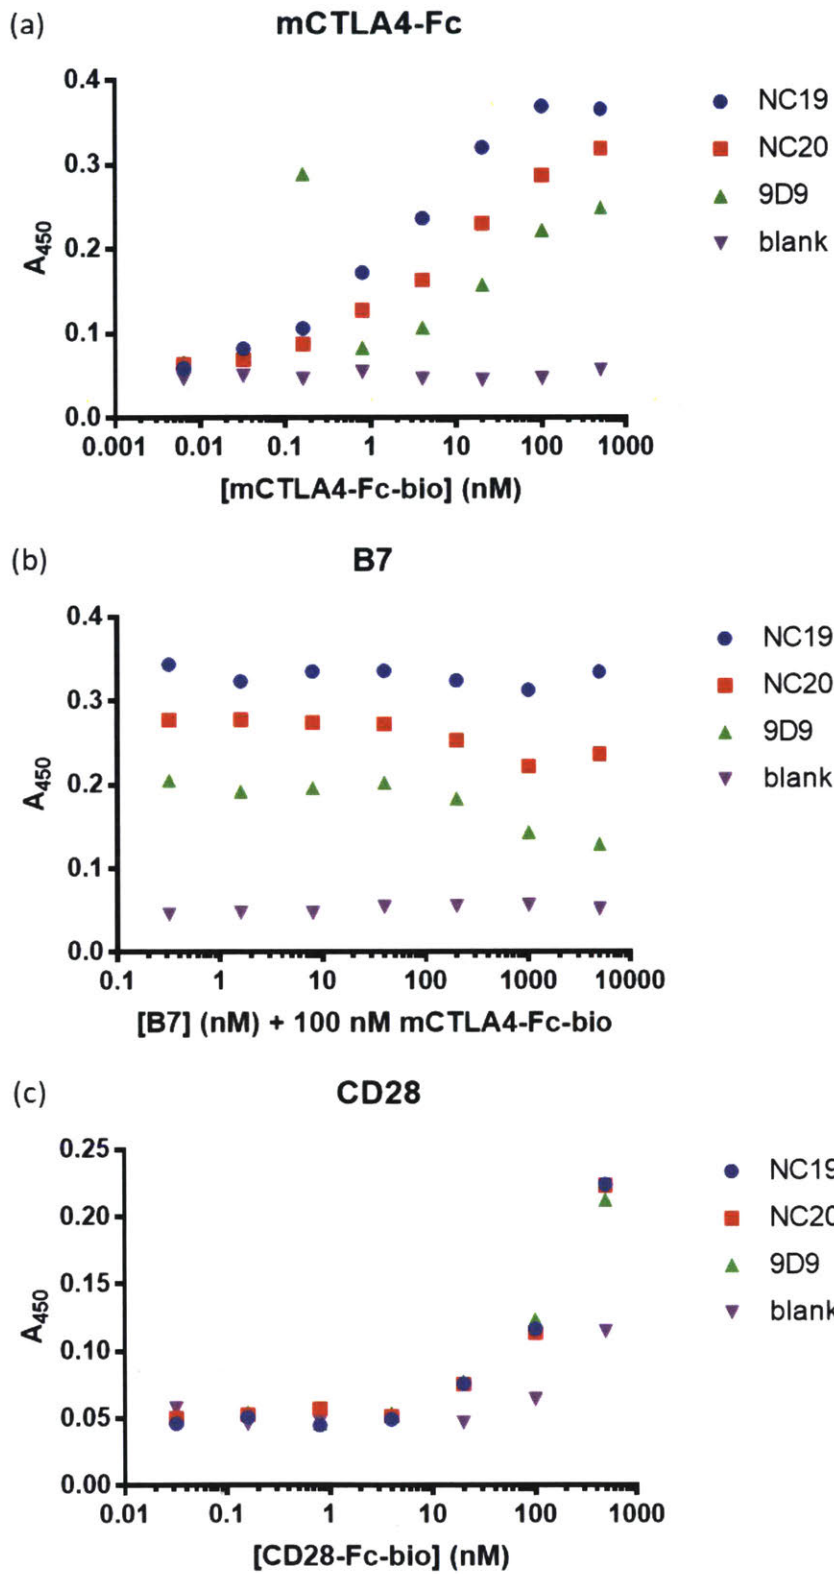 (a)
mCTLA4-Fc
0.4
0.3
0.2
0.1
0.0
A450
0.001 0.01 0.1 1 10 100 1000
[mCTLA4-Fc-bio] (nM)
NC19
NC20
9D9
blank
(b)
B7
0.4
0.3
0.2
0.1
0.0
A450
0.1 1 10 100 1000 10000
[B7] (nM) + 100 nM mCTLA4-Fc-bio
NC19
NC20
9D9
blank
(c)
CD28
0.25
0.20
0.15
0.10
0.05
0.00
A450
0.01 0.1 1 10 100 1000
[CD28-Fc-bio] (nM)
NC19
NC20
9D9
blank